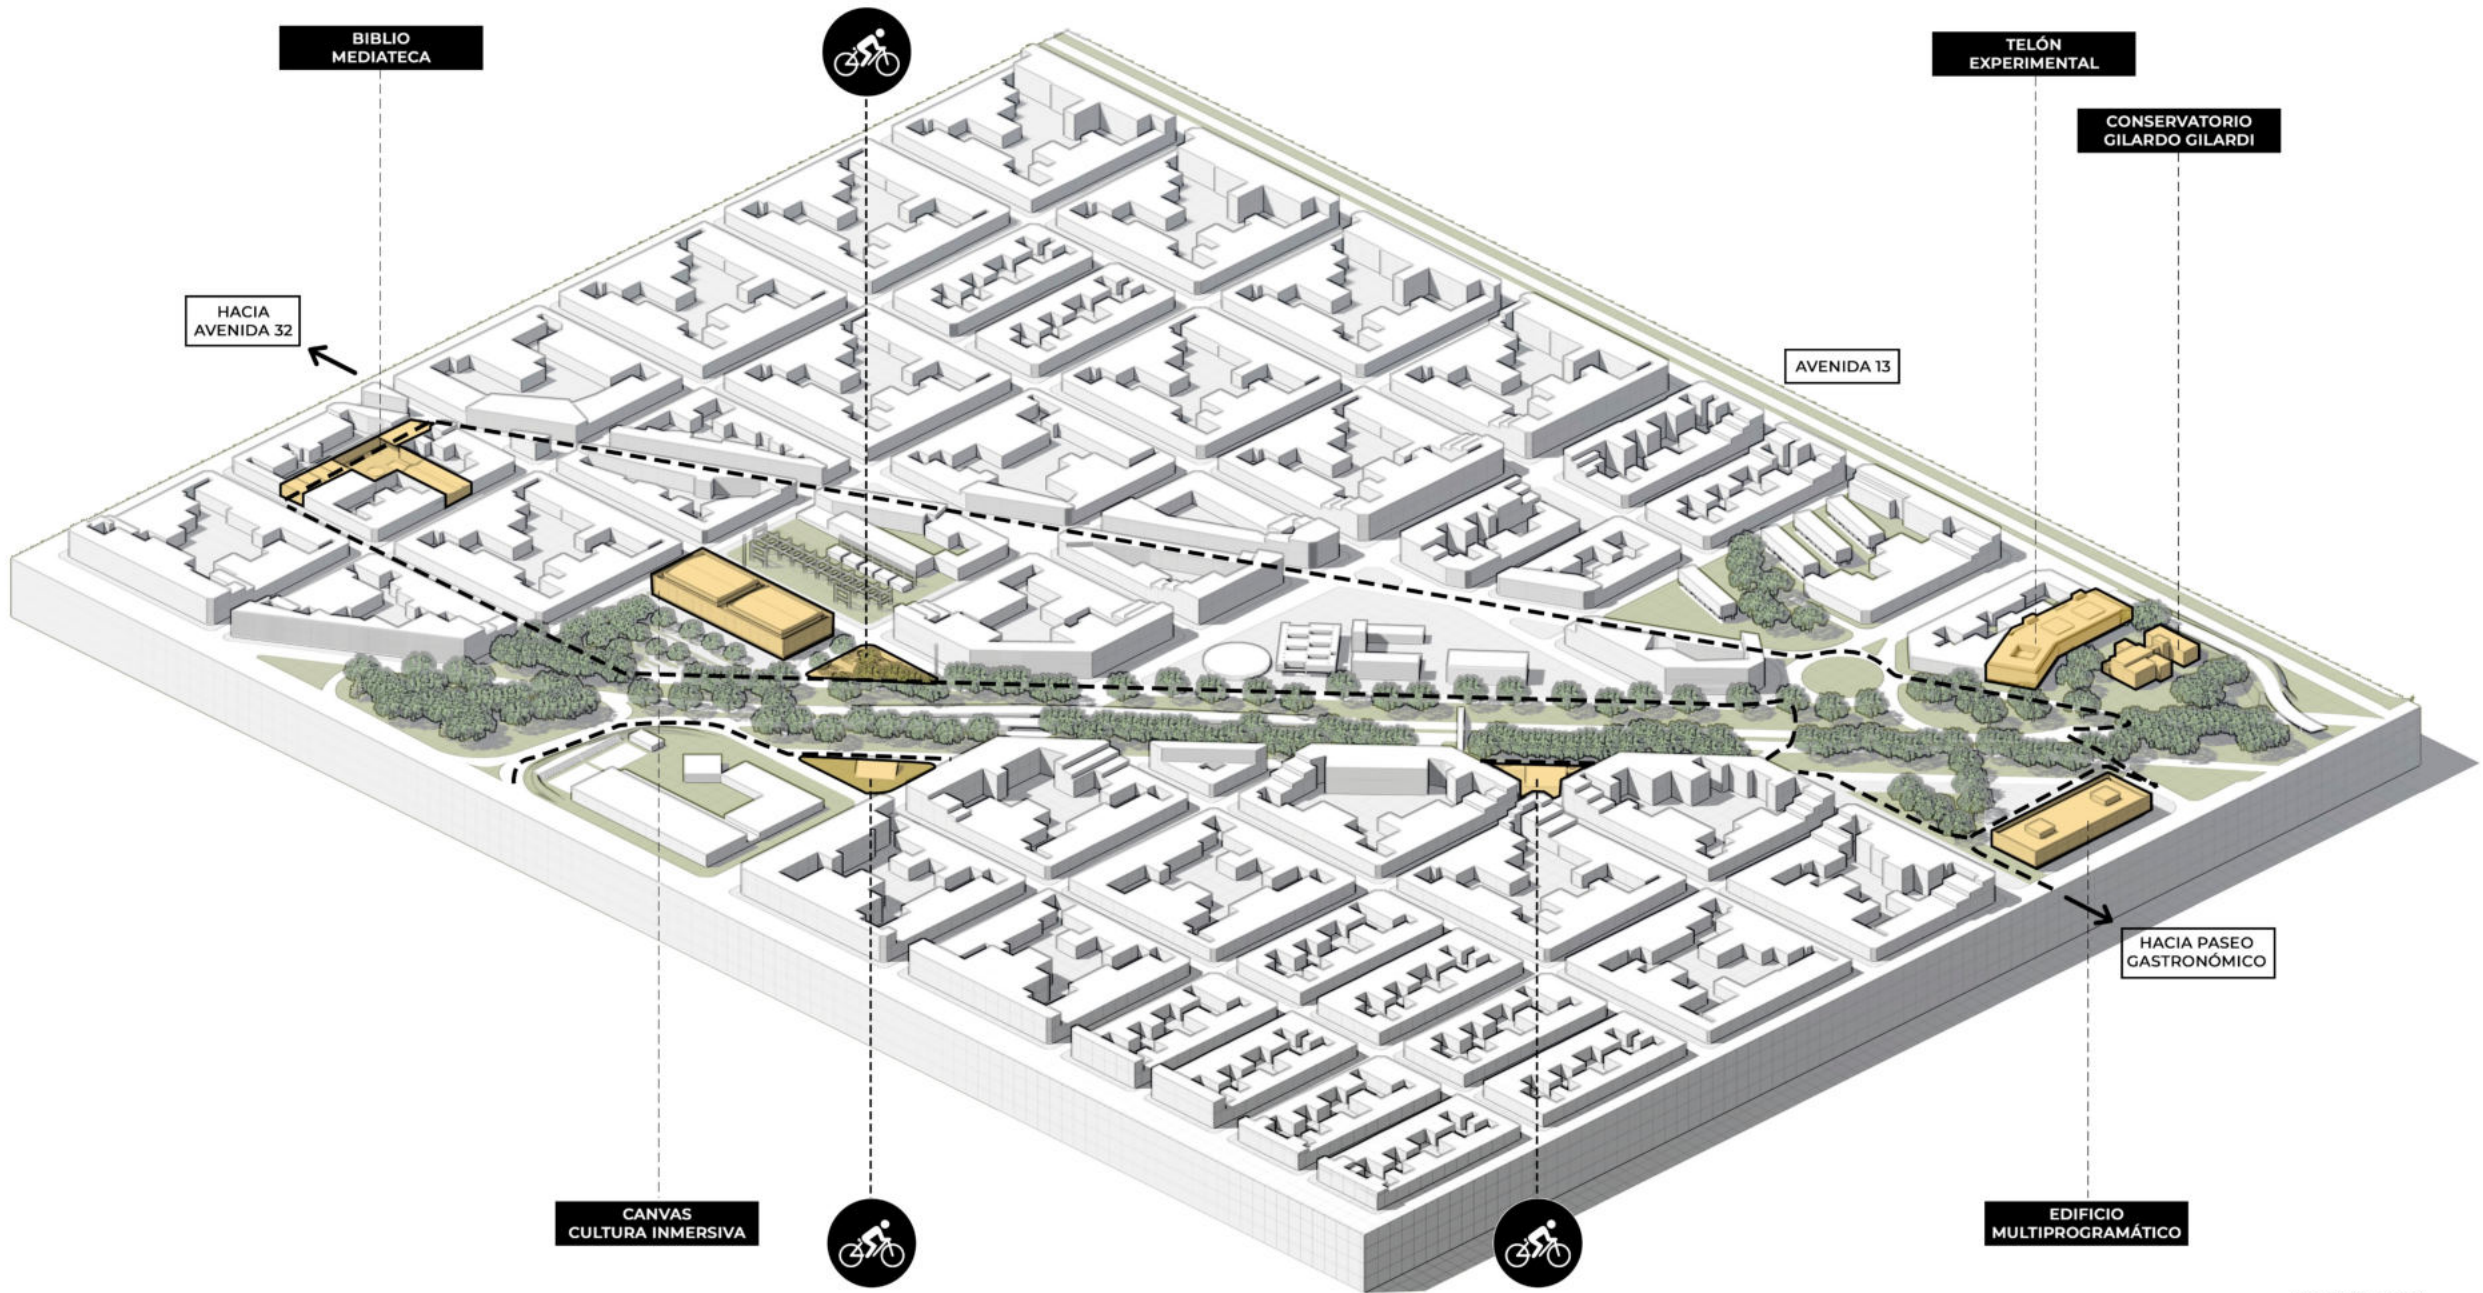 BIBLIO
MEDIATECA
TELÓN
EXPERIMENTAL
CONSERVATORIO
GILARDO GILARDI
HACIA
AVENIDA 32
AVENIDA 13
HACIA PASEO
GASTRONÓMICO
CANVAS
CULTURA INMERSIVA
EDIFICIO
MULTIPROGRAMÁTICO